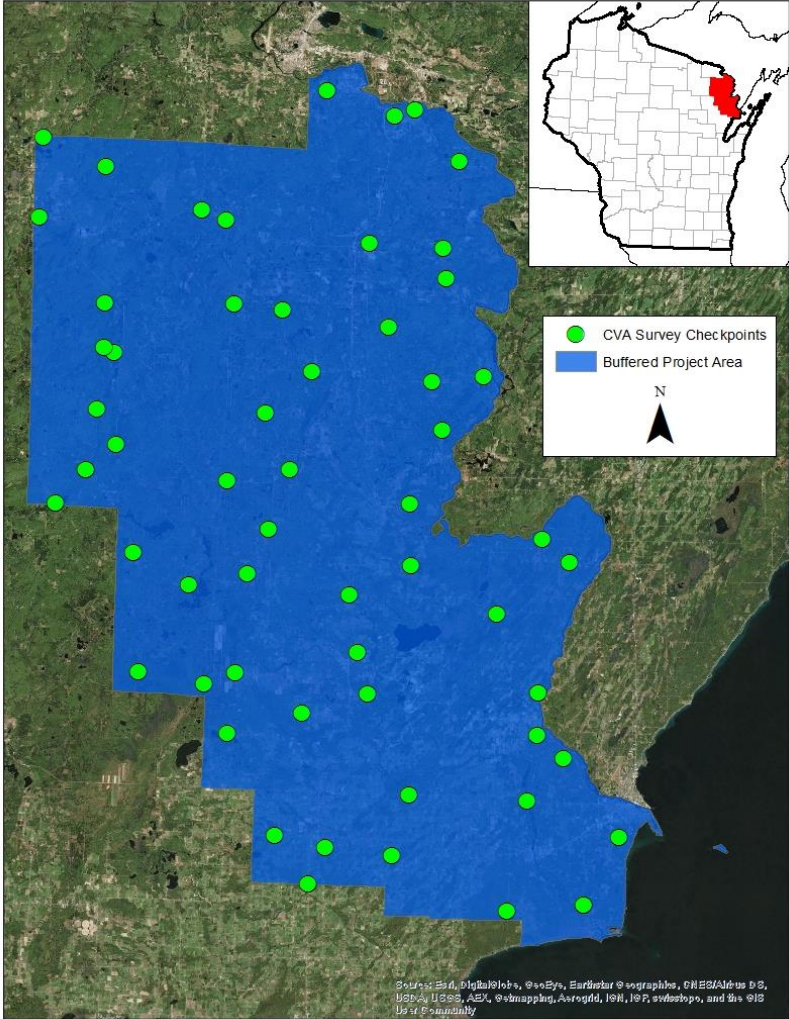 CVA Survey Checkpoints
Buffered Project Area
N
Source: Esri, DigitalGlobe, GeoEye, Earthstar Geographics, CNES/Airbus DS,
USDA, USGS, AEX, Getmapping, Aerogrid, IGN, IGP, swisstopo, and the GIS
User Community